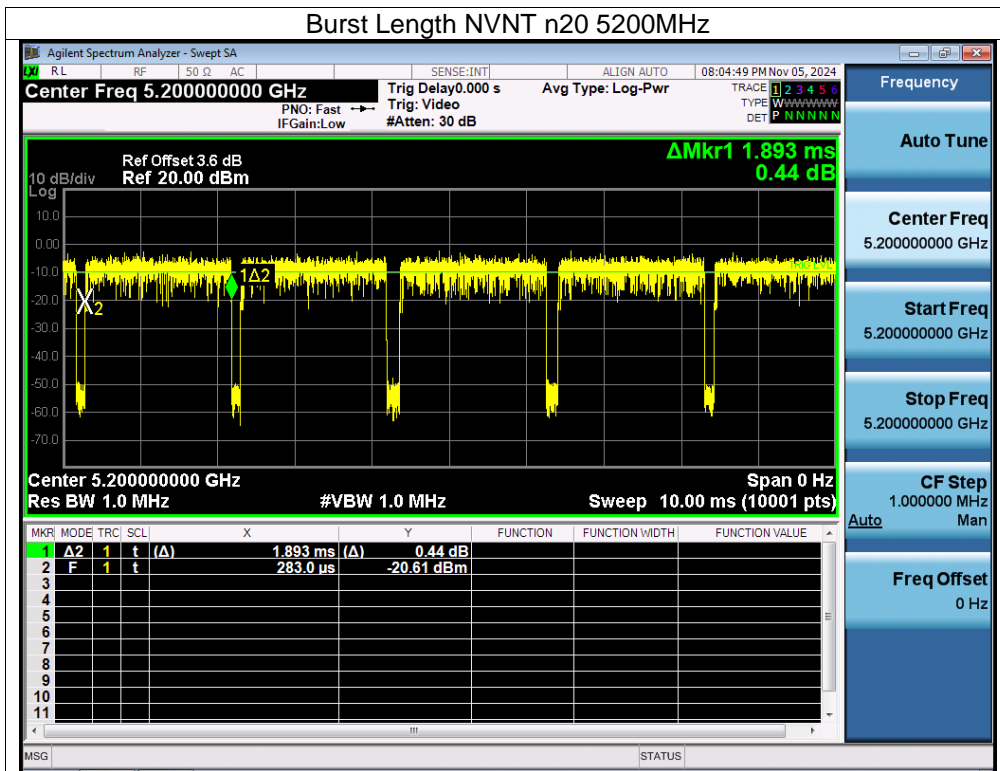 Burst Length NVNT n20 5200MHz
Agilent Spectrum Analyzer - Swept SA
LXI RL RF 50 Ω AC SENSE:INT ALIGN AUTO 08:04:49 PM Nov 05, 2024
Center Freq 5.200000000 GHz
PNO: Fast
IFGain:Low
Trig Delay0.000 s
Trig: Video
#Atten: 30 dB
Avg Type: Log-Pwr
TRACE 1 2 3 4 5 6
TYPE WWWWWW
DET P N N N N N
Ref Offset 3.6 dB
Ref 20.00 dBm
10 dB/div
Log
ΔMkr1 1.893 ms
0.44 dB
10.0
0.00
-10.0
-20.0
-30.0
-40.0
-50.0
-60.0
-70.0
1Δ2
2
TRIG LVL
Center 5.200000000 GHz Span 0 Hz
Res BW 1.0 MHz #VBW 1.0 MHz Sweep 10.00 ms (10001 pts)
MKR MODE TRC SCL X Y FUNCTION FUNCTION WIDTH FUNCTION VALUE
1 Δ2 1 t (Δ) 1.893 ms (Δ) 0.44 dB
2 F 1 t 283.0 µs -20.61 dBm
3
4
5
6
7
8
9
10
11
MSG STATUS
Frequency
Auto Tune
Center Freq
5.200000000 GHz
Start Freq
5.200000000 GHz
Stop Freq
5.200000000 GHz
CF Step
1.000000 MHz
Auto Man
Freq Offset
0 Hz